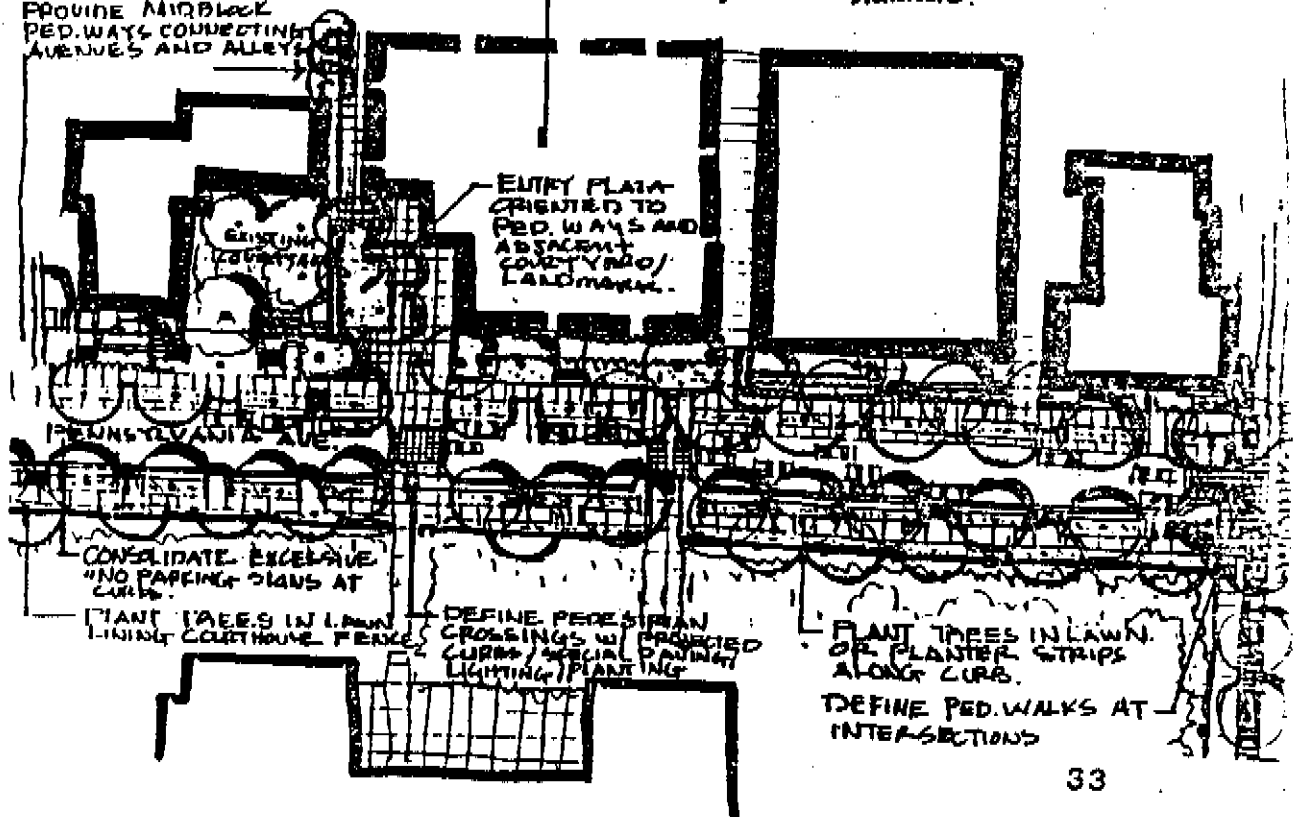 PROVIDE MIDBLOCK
PED. WAYS CONNECTING
AVENUES AND ALLEYS
ENTRY PLAZA
ORIENTED TO
PED. WAYS AND
ADJACENT
COURTYARD/
LANDMARK.
EXISTING
COURTYARD
PENNSYLVANIA AVE
CONSOLIDATE EXCESSIVE
"NO PARKING" SIGNS AT
CURBS.
PLANT TREES IN LAWN
LINING COURTHOUSE FENCE
DEFINE PEDESTRIAN
CROSSINGS W/ PROJECTED
CURBS/SPECIAL PAVING/
LIGHTING/PLANTING
PLANT TREES IN LAWN
OR PLANTER STRIPS
ALONG CURB.
DEFINE PED. WALKS AT
INTERSECTIONS
33